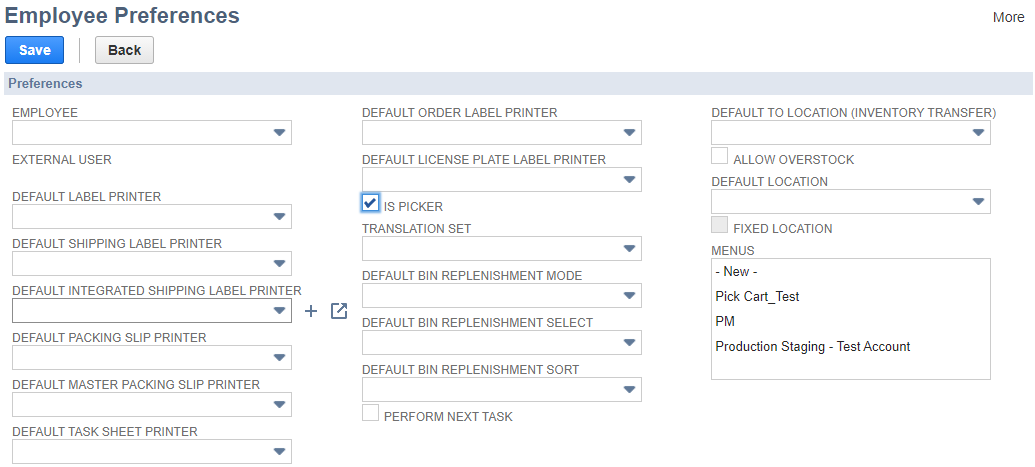 Employee Preferences
More
Save
Back
Preferences
EMPLOYEE
EXTERNAL USER
DEFAULT LABEL PRINTER
DEFAULT SHIPPING LABEL PRINTER
DEFAULT INTEGRATED SHIPPING LABEL PRINTER
DEFAULT PACKING SLIP PRINTER
DEFAULT MASTER PACKING SLIP PRINTER
DEFAULT TASK SHEET PRINTER
DEFAULT ORDER LABEL PRINTER
DEFAULT LICENSE PLATE LABEL PRINTER
IS PICKER
TRANSLATION SET
DEFAULT BIN REPLENISHMENT MODE
DEFAULT BIN REPLENISHMENT SELECT
DEFAULT BIN REPLENISHMENT SORT
PERFORM NEXT TASK
DEFAULT TO LOCATION (INVENTORY TRANSFER)
ALLOW OVERSTOCK
DEFAULT LOCATION
FIXED LOCATION
MENUS
- New -
Pick Cart_Test
PM
Production Staging - Test Account